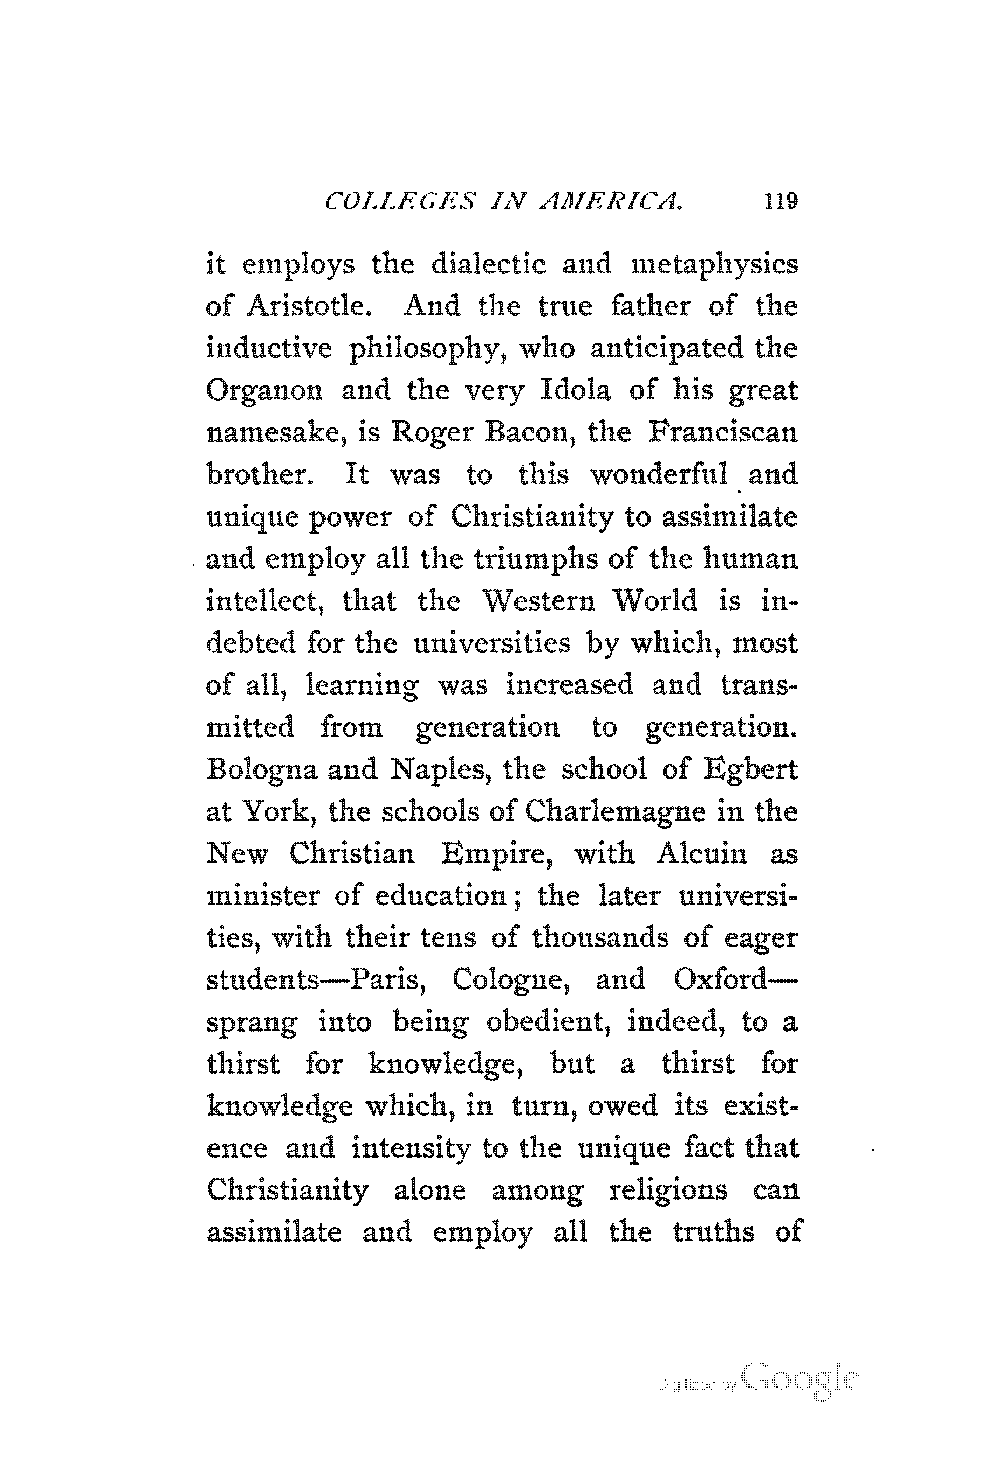 COLLEGES IN AMERICA. 119
it employs the dialectic and metaphysics
of Aristotle. And the true father of the
inductive philosophy, who anticipated the
Organon and the very Idola of his great
namesake, is Roger Bacon, the Franciscan
brother. It was to this wonderful and
unique power of Christianity to assimilate
and employ all the triumphs of the human
intellect, that the Western World is in-
debted for the universities by which, most
of all, learning was increased and trans-
mitted from generation to generation.
Bologna and Naples, the school of Egbert
at York, the schools of Charlemagne in the
New Christian Empire, with Alcuin as
minister of education; the later universi-
ties, with their tens of thousands of eager
students—Paris, Cologne, and Oxford—
sprang into being obedient, indeed, to a
thirst for knowledge, but a thirst for
knowledge which, in turn, owed its exist-
ence and intensity to the unique fact that
Christianity alone among religions can
assimilate and employ all the truths of
Digitized by Google